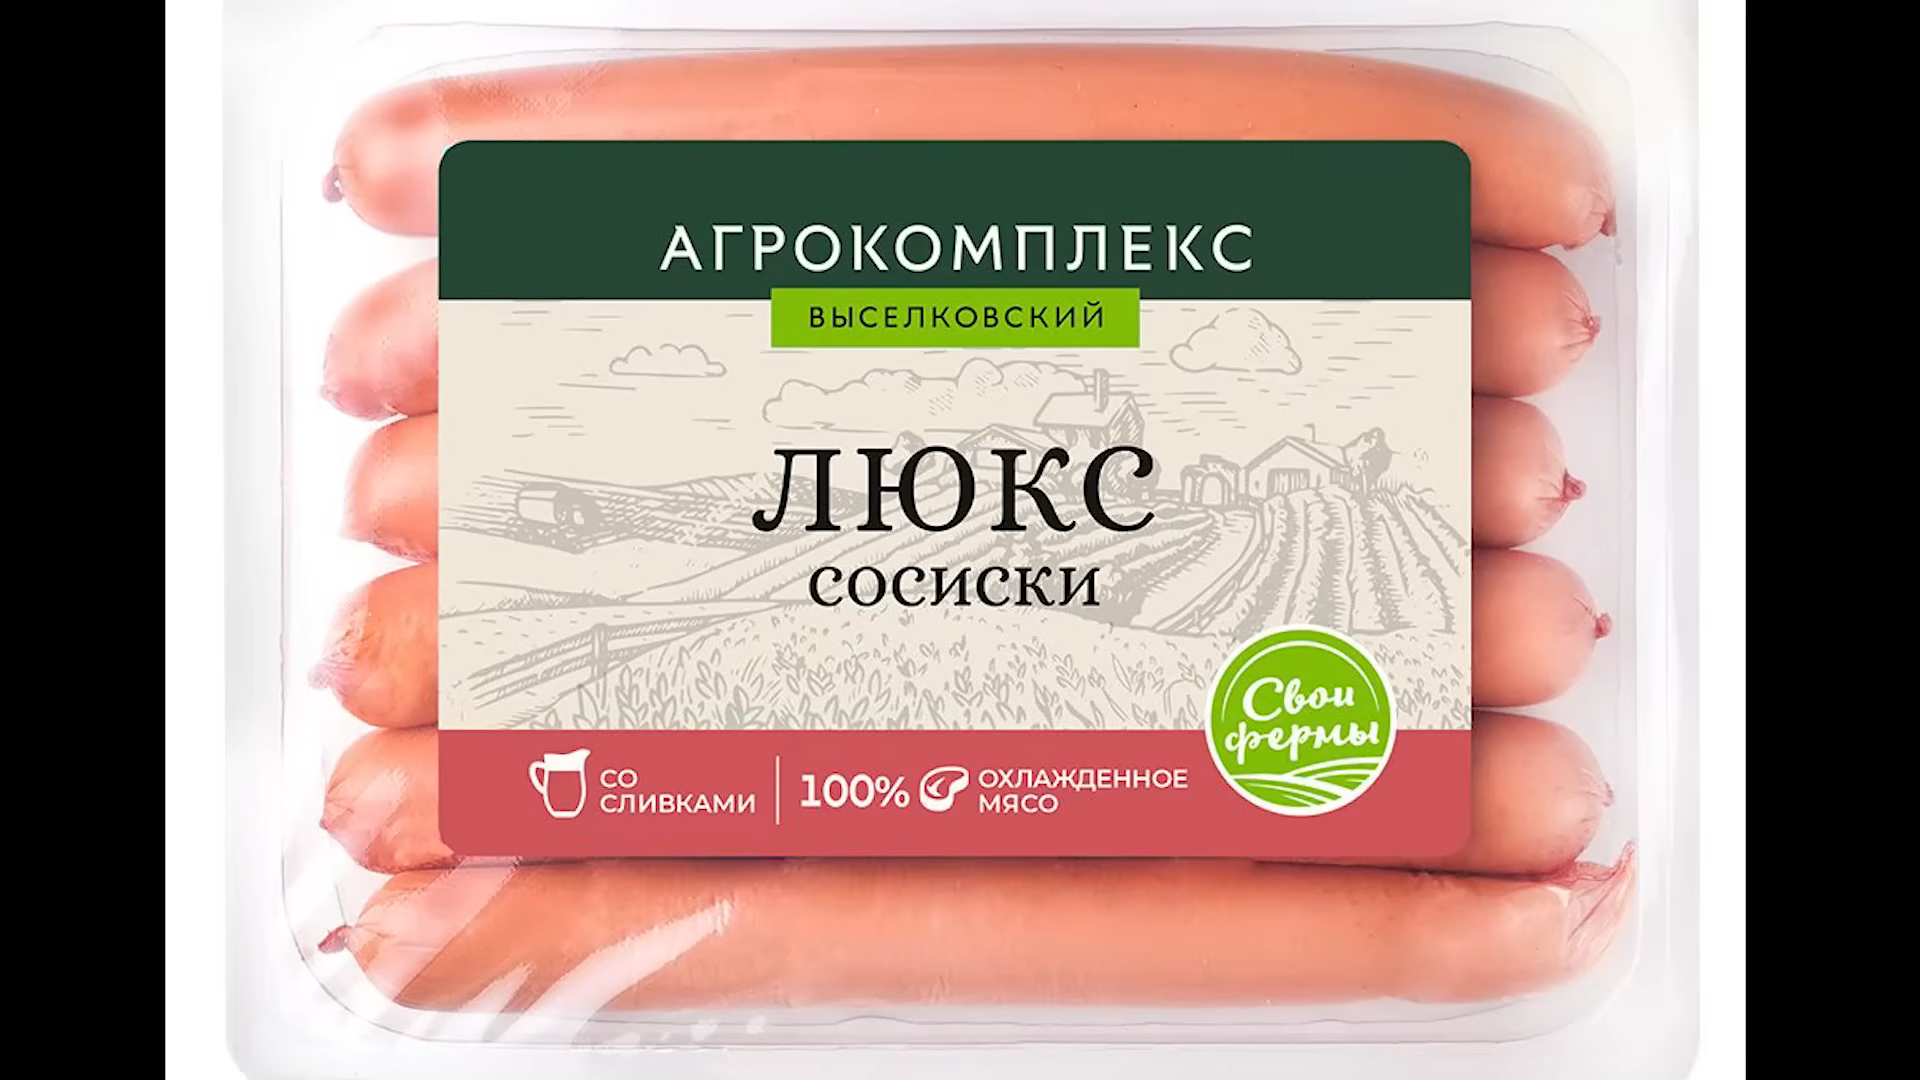 АГРОКОМПЛЕКС
ВЫСЕЛКОВСКИЙ
ЛЮКС
СОСИСКИ
Свои
фермы
СО
СЛИВКАМИ
100%
ОХЛАЖДЕННОЕ
МЯСО